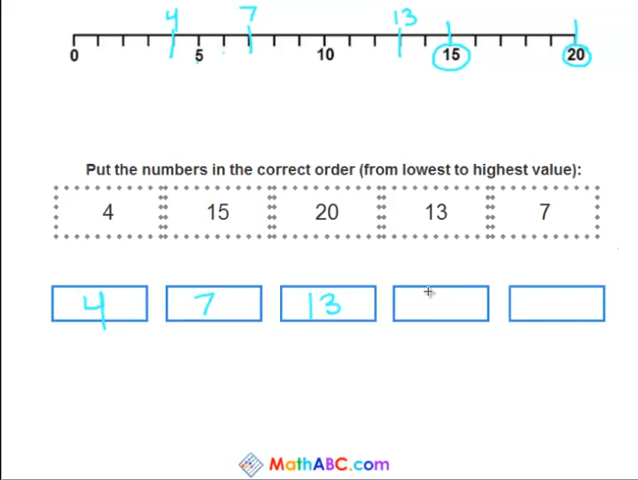 4 7 13
0 5 10 15 20
Put the numbers in the correct order (from lowest to highest value):
4 15 20 13 7
4 7 13
MathABC.com